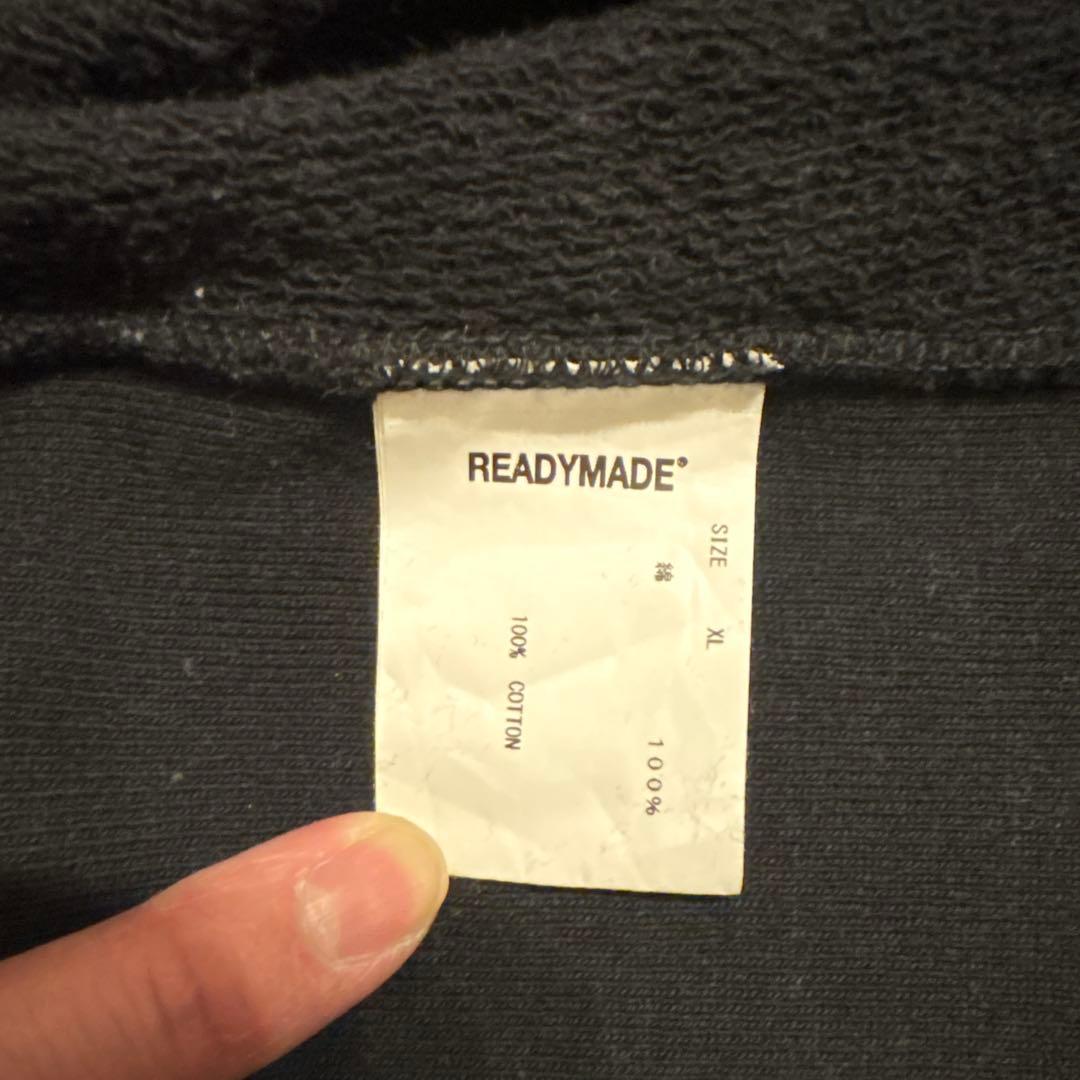 READYMADE®
SIZE XL
綿 100%
100% COTTON